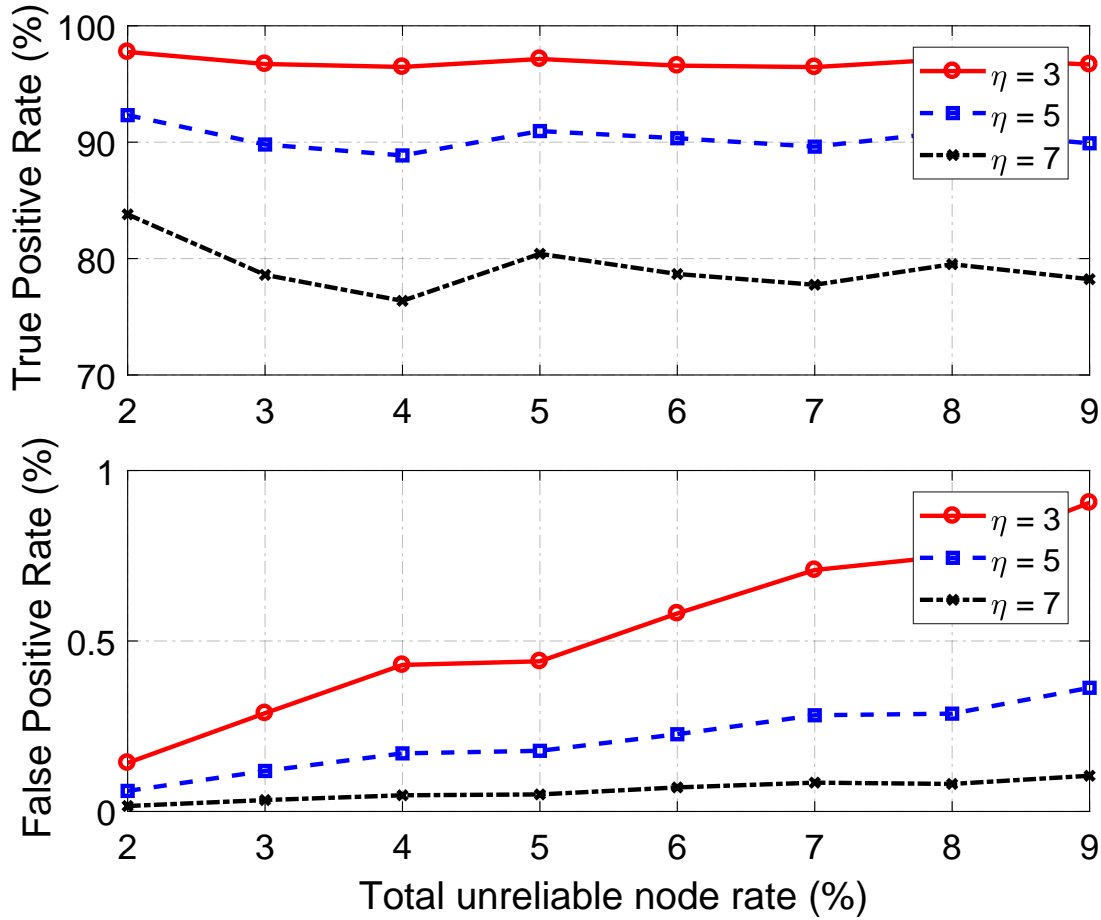 True Positive Rate (%)
100
90
80
70
2 3 4 5 6 7 8 9
η = 3
η = 5
η = 7
False Positive Rate (%)
1
0.5
0
2 3 4 5 6 7 8 9
η = 3
η = 5
η = 7
Total unreliable node rate (%)